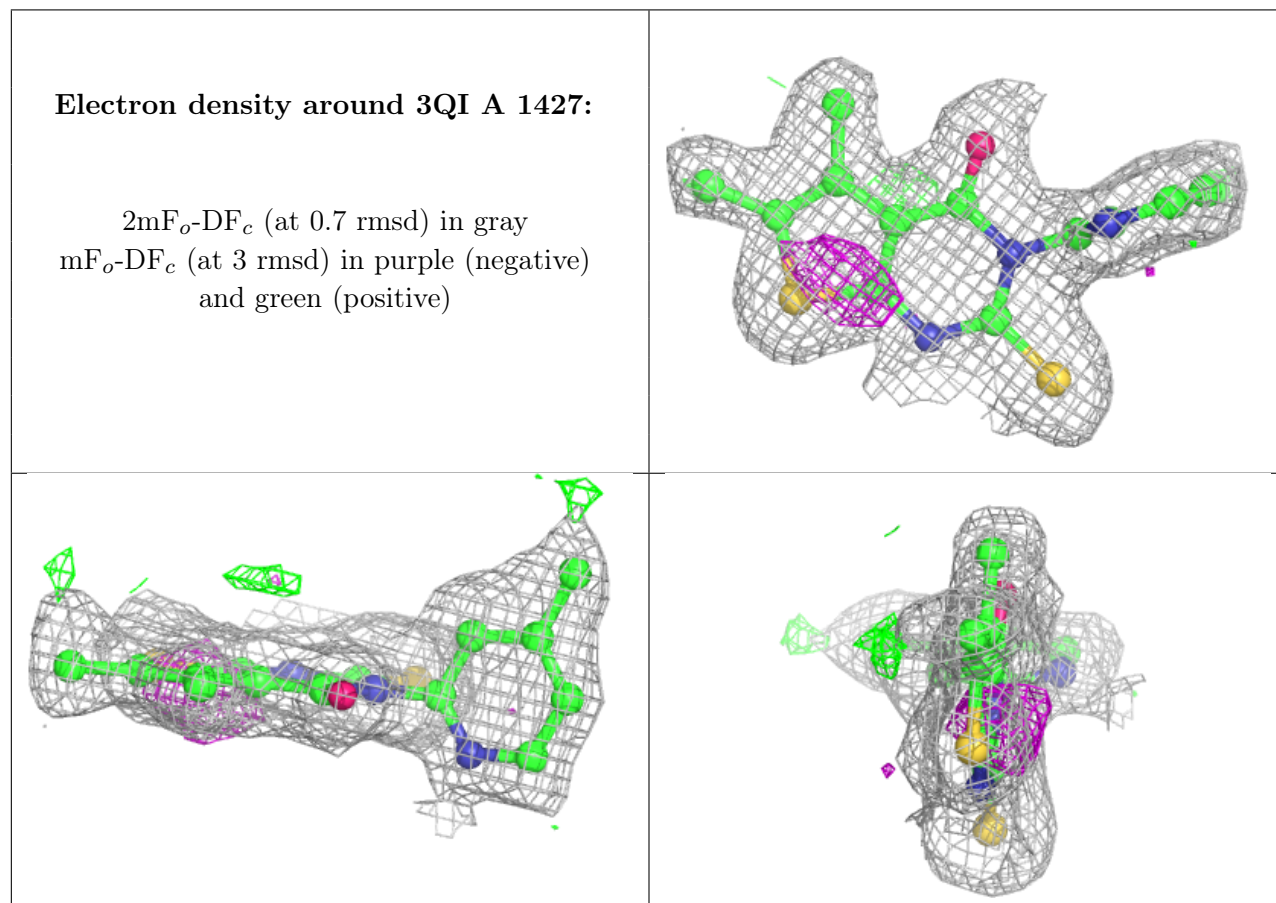 Electron density around 3QI A 1427:
2mFo-DFc (at 0.7 rmsd) in gray
mFo-DFc (at 3 rmsd) in purple (negative)
and green (positive)